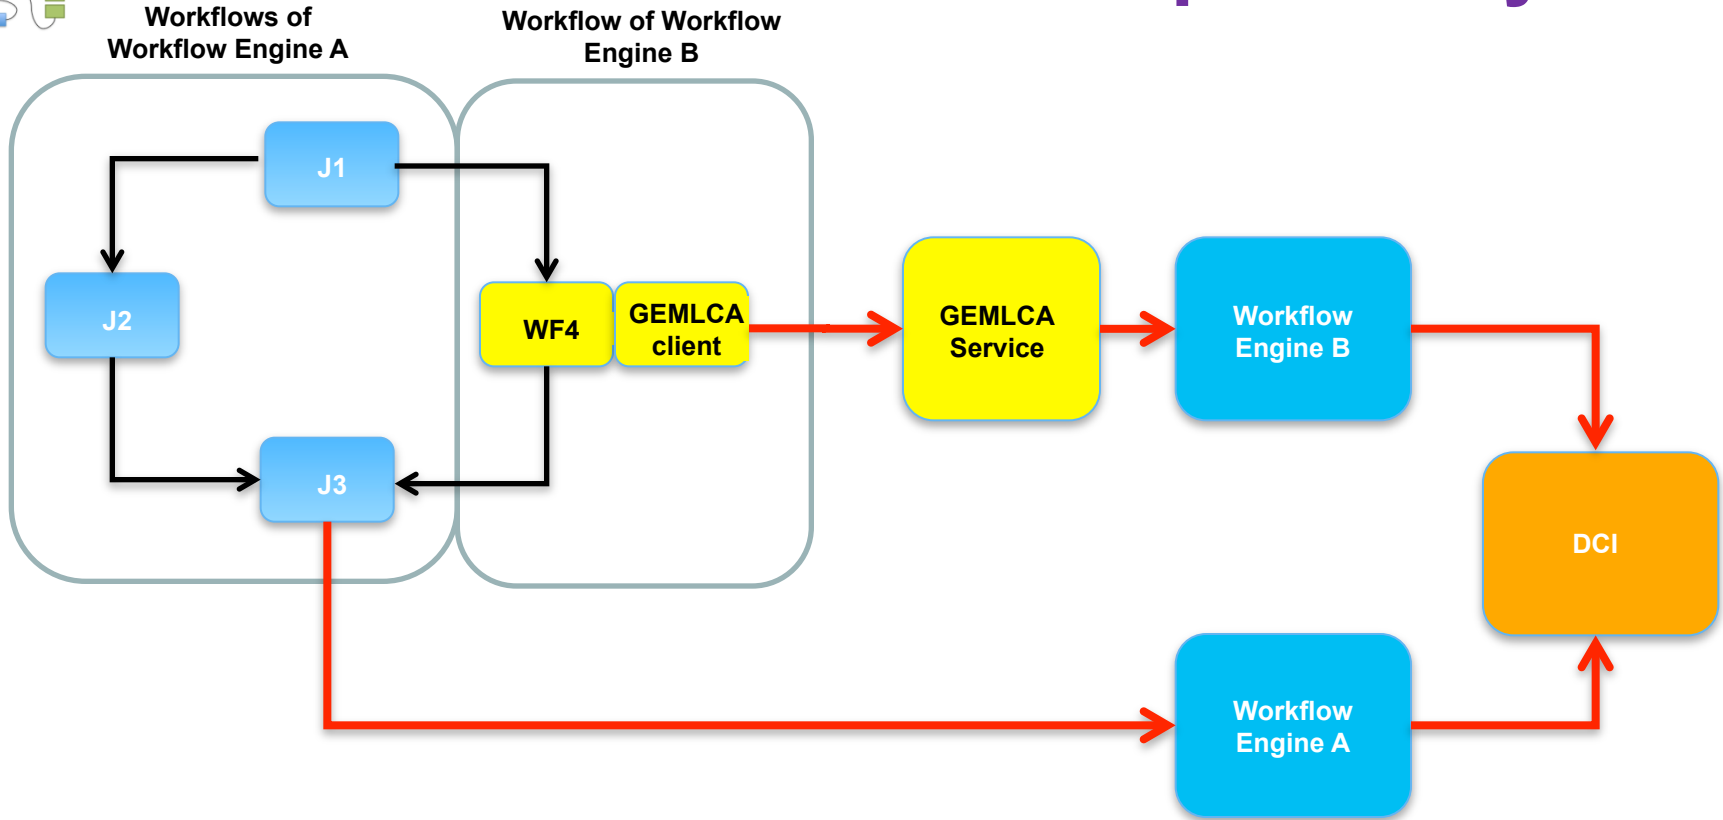 Workflows of
Workflow Engine A
Workflow of Workflow
Engine B
J1
J2
WF4
GEMLCA
client
GEMLCA
Service
Workflow
Engine B
J3
DCI
Workflow
Engine A